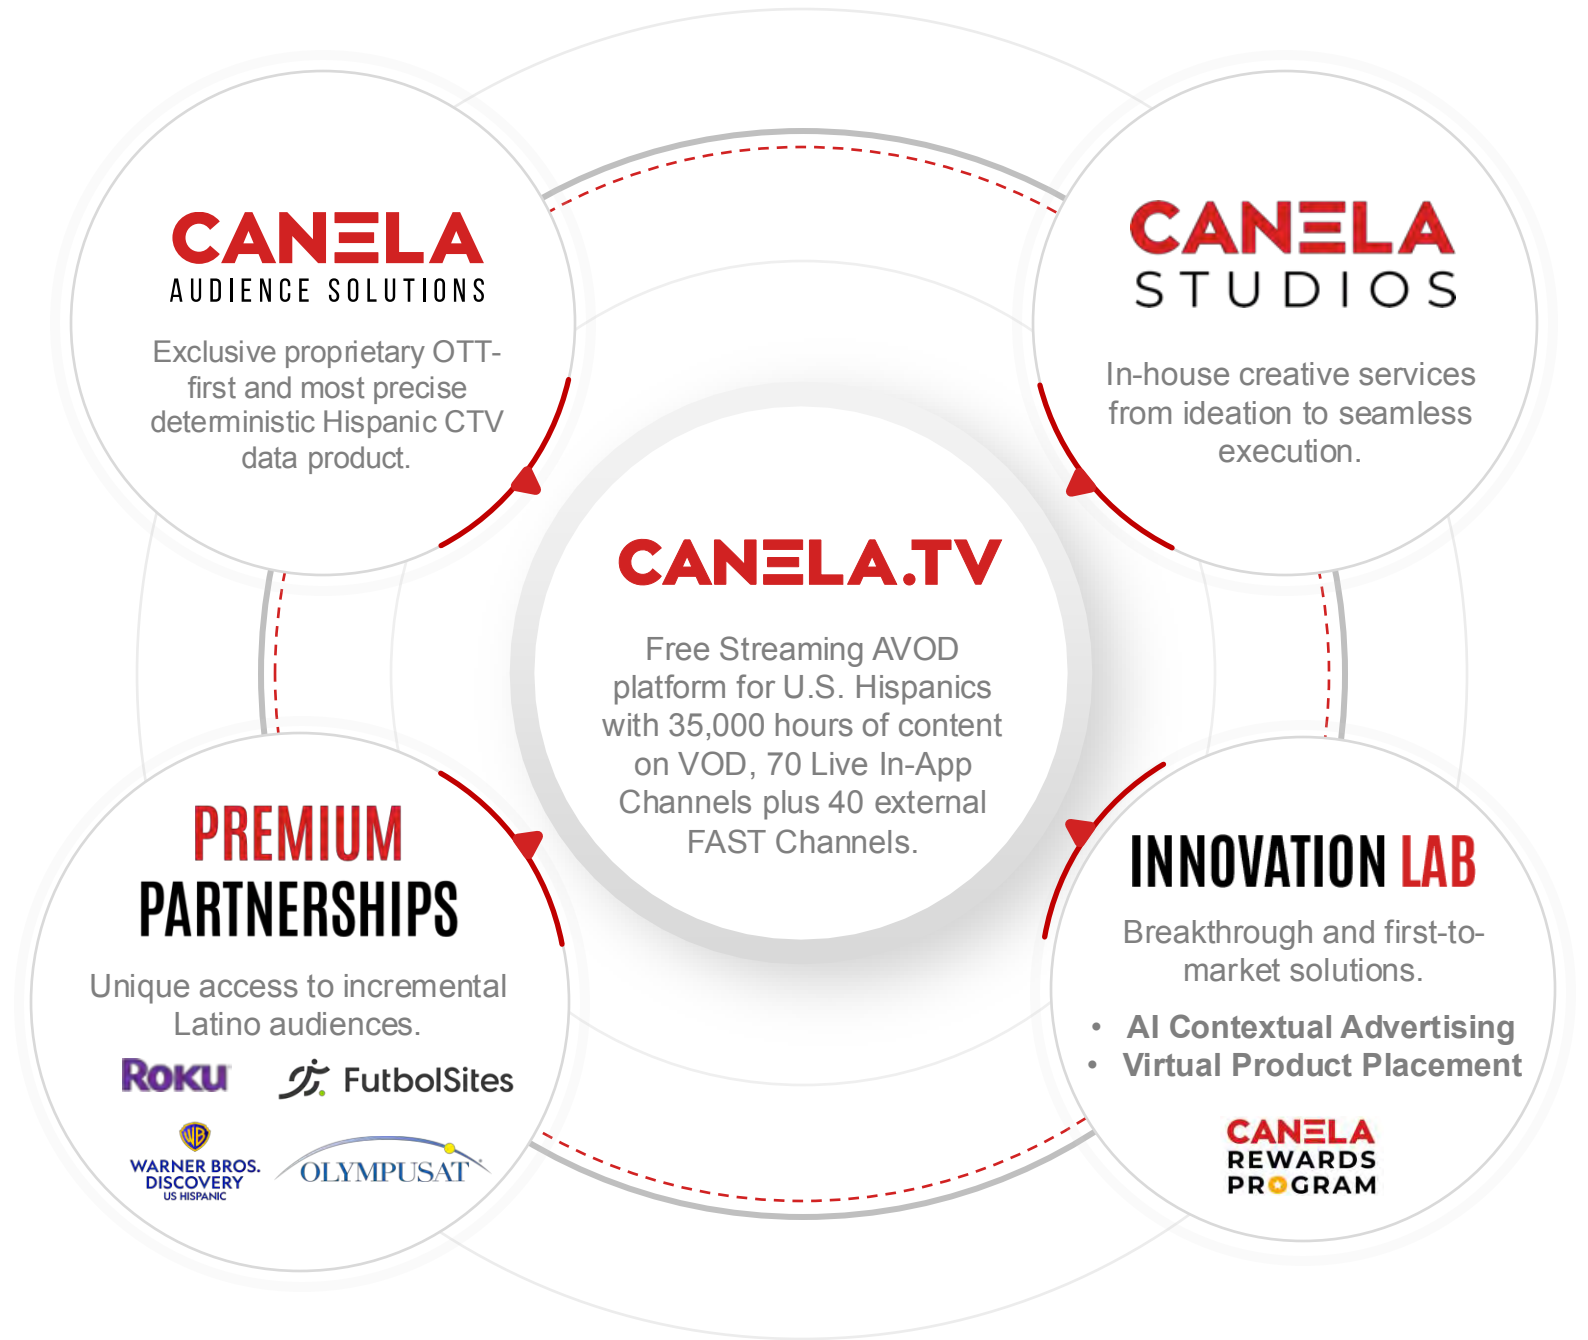 CANELA
AUDIENCE SOLUTIONS
Exclusive proprietary OTT-
first and most precise
deterministic Hispanic CTV
data product.
CANELA
STUDIOS
In-house creative services
from ideation to seamless
execution.
CANELA.TV
Free Streaming AVOD
platform for U.S. Hispanics
with 35,000 hours of content
on VOD, 70 Live In-App
Channels plus 40 external
FAST Channels.
PREMIUM
PARTNERSHIPS
Unique access to incremental
Latino audiences.
ROKU
FutbolSites
WB
WARNER BROS.
DISCOVERY
US HISPANIC
OLYMPUSAT
INNOVATION LAB
Breakthrough and first-to-
market solutions.
• AI Contextual Advertising
• Virtual Product Placement
CANELA
REWARDS
PROGRAM